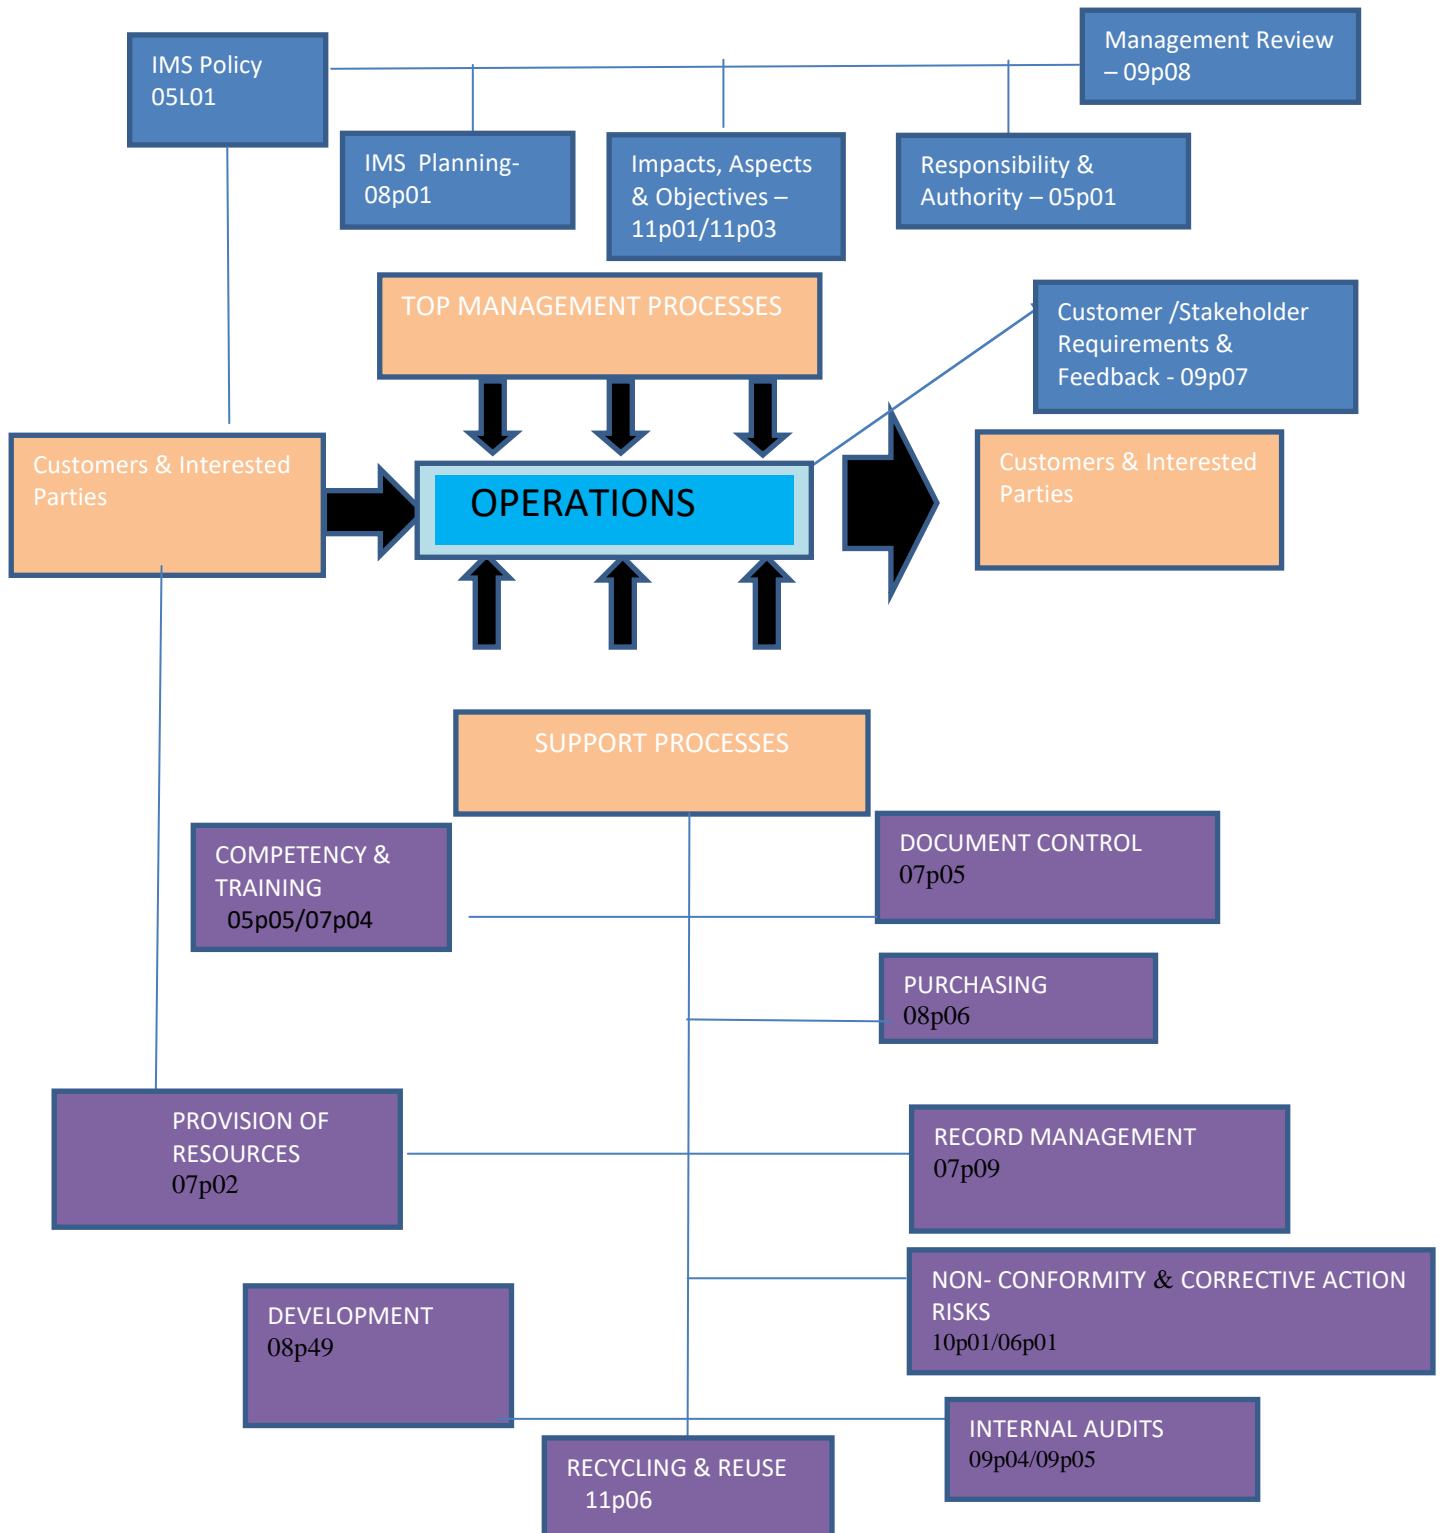 IMS Policy
05L01
Management Review
– 09p08
IMS  Planning-
08p01
Impacts, Aspects
& Objectives –
11p01/11p03
Responsibility &
Authority – 05p01
TOP MANAGEMENT PROCESSES
Customer /Stakeholder
Requirements &
Feedback - 09p07
Customers & Interested
Parties
OPERATIONS
Customers & Interested
Parties
SUPPORT PROCESSES
COMPETENCY &
TRAINING
05p05/07p04
DOCUMENT CONTROL
07p05
PURCHASING
08p06
PROVISION OF
RESOURCES
07p02
RECORD MANAGEMENT
07p09
NON- CONFORMITY & CORRECTIVE ACTION
RISKS
10p01/06p01
DEVELOPMENT
08p49
INTERNAL AUDITS
09p04/09p05
RECYCLING & REUSE
11p06